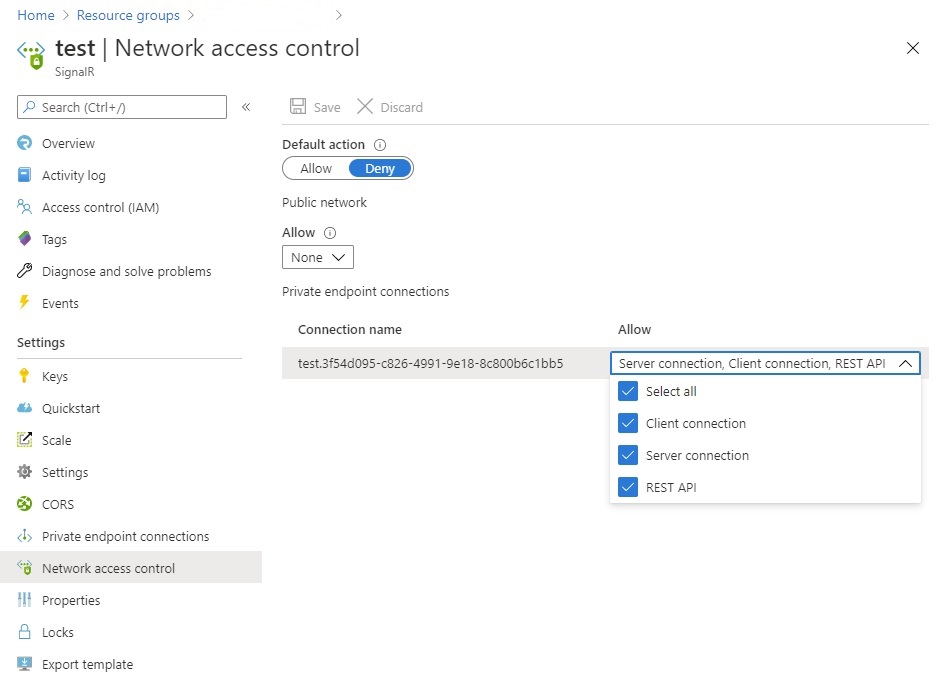 Home > Resource groups > >
test | Network access control
SignalR
Search (Ctrl+/)
«
Save Discard
Overview
Activity log
Access control (IAM)
Tags
Diagnose and solve problems
Events
Settings
Keys
Quickstart
Scale
Settings
CORS
Private endpoint connections
Network access control
Properties
Locks
Export template
Default action
Allow Deny
Public network
Allow
None
Private endpoint connections
Connection name Allow
test.3f54d095-c826-4991-9e18-8c800b6c1bb5 Server connection, Client connection, REST API
Select all
Client connection
Server connection
REST API